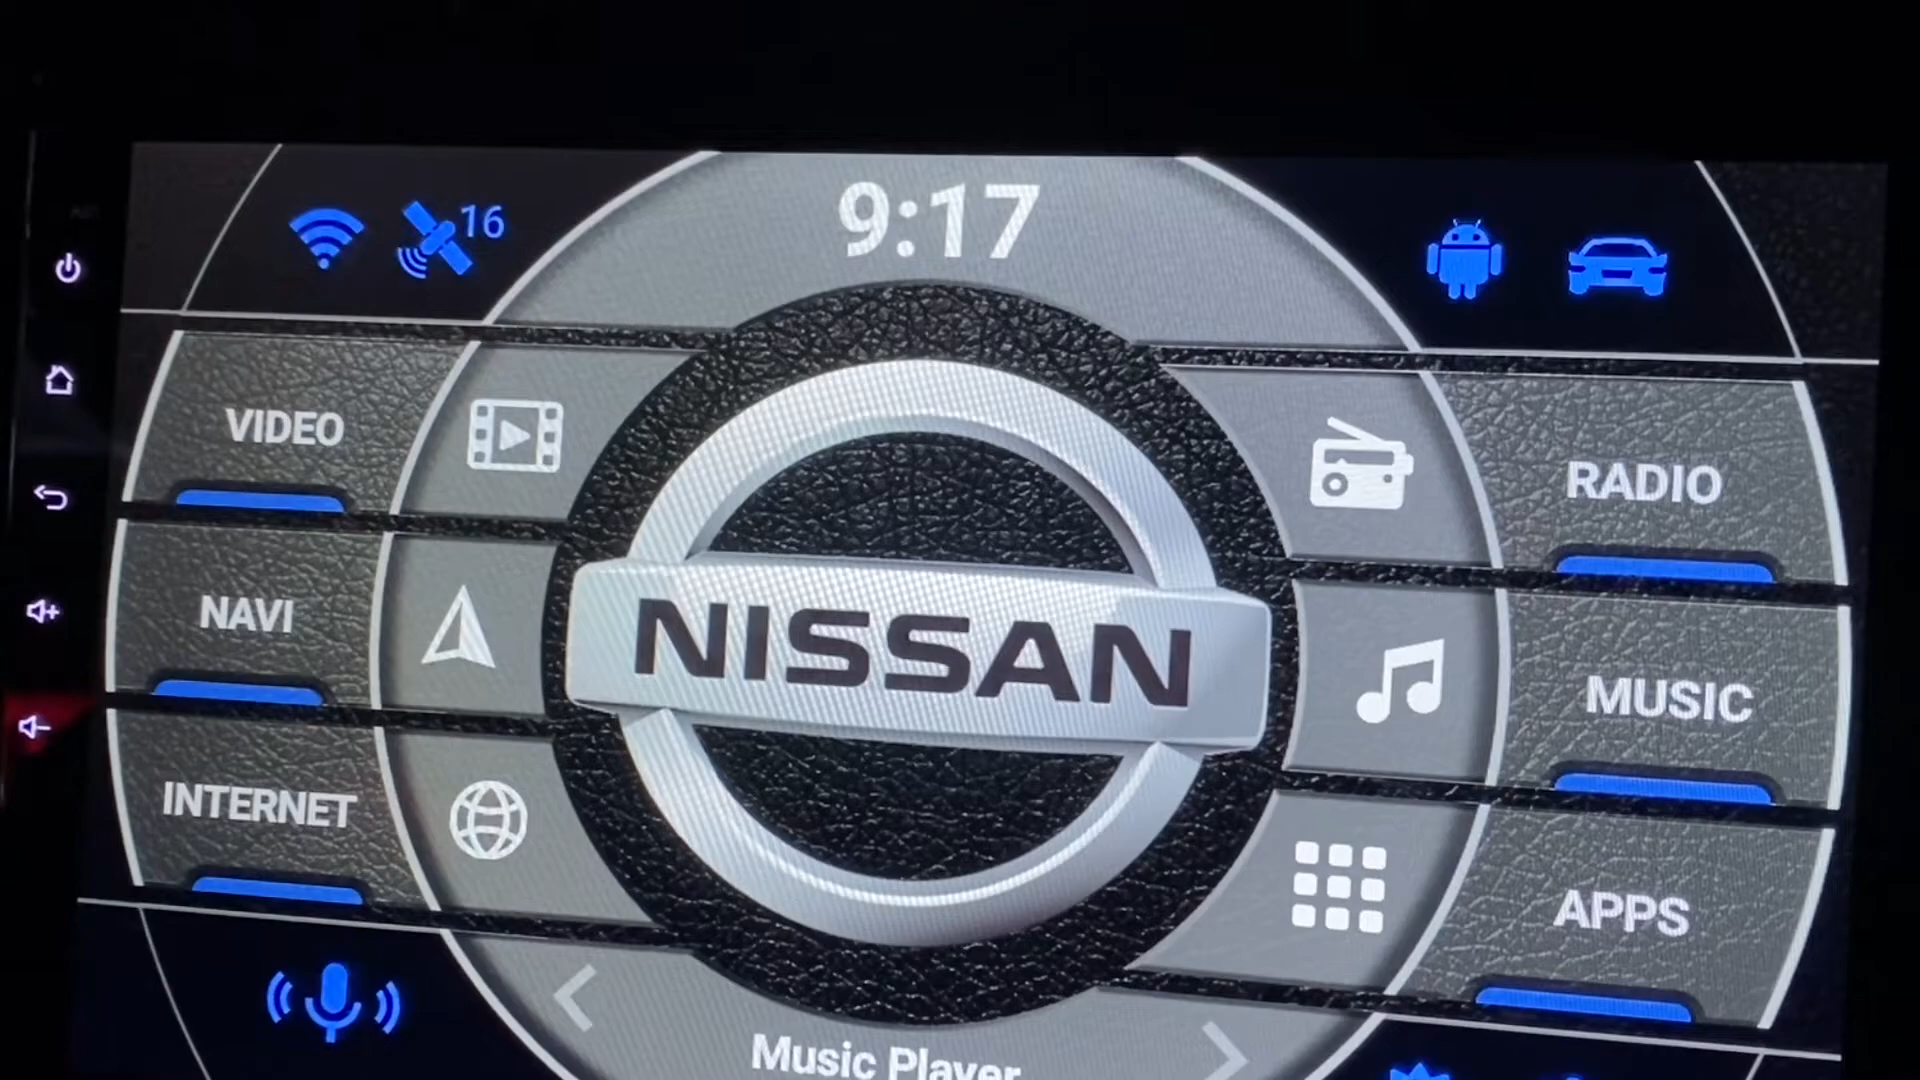 16
9:17
VIDEO
RADIO
NAVI
NISSAN
MUSIC
INTERNET
APPS
Music Player